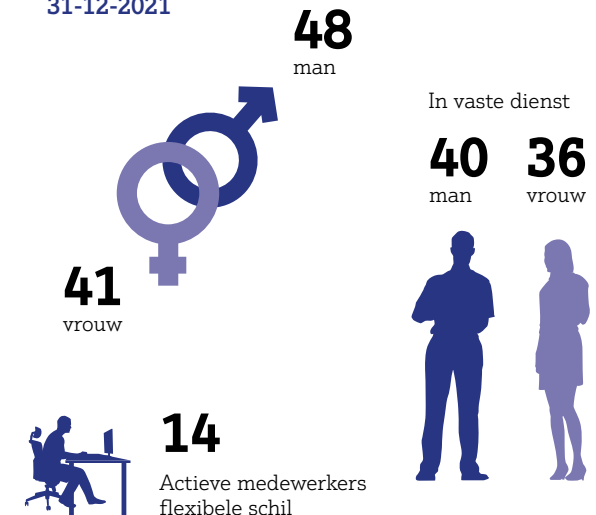 31-12-2021
48
man
In vaste dienst
40 36
man vrouw
41
vrouw
14
Actieve medewerkers
flexibele schil